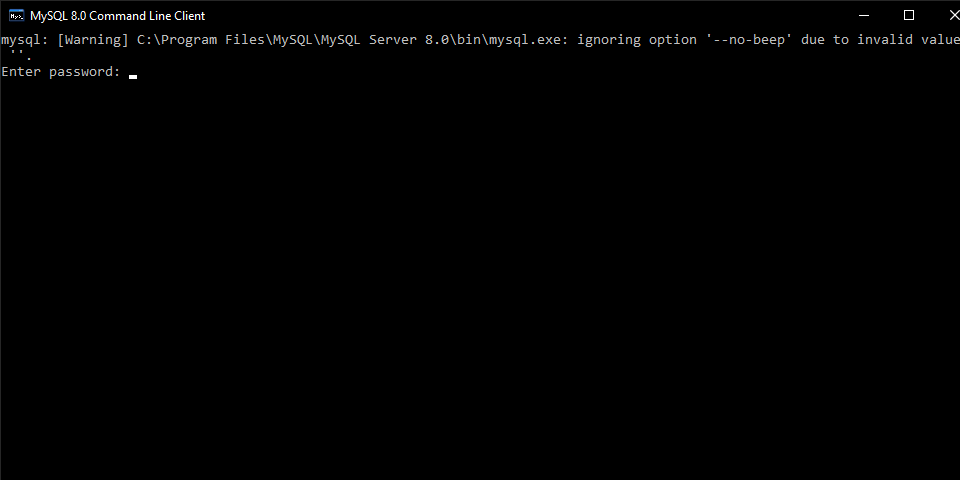 MySQL 8.0 Command Line Client
mysql: [Warning] C:\Program Files\MySQL\MySQL Server 8.0\bin\mysql.exe: ignoring option '--no-beep' due to invalid value
 ''.
Enter password: